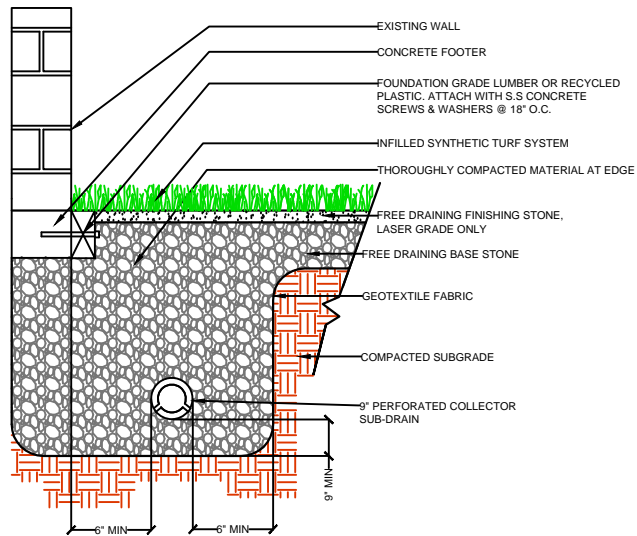 EXISTING WALL
CONCRETE FOOTER
FOUNDATION GRADE LUMBER OR RECYCLED
PLASTIC. ATTACH WITH S.S CONCRETE
SCREWS & WASHERS @ 18" O.C.
INFILLED SYNTHETIC TURF SYSTEM
THOROUGHLY COMPACTED MATERIAL AT EDGE
FREE DRAINING FINISHING STONE,
LASER GRADE ONLY
FREE DRAINING BASE STONE
GEOTEXTILE FABRIC
COMPACTED SUBGRADE
9" PERFORATED COLLECTOR
SUB-DRAIN
9" MIN
6" MIN
6" MIN